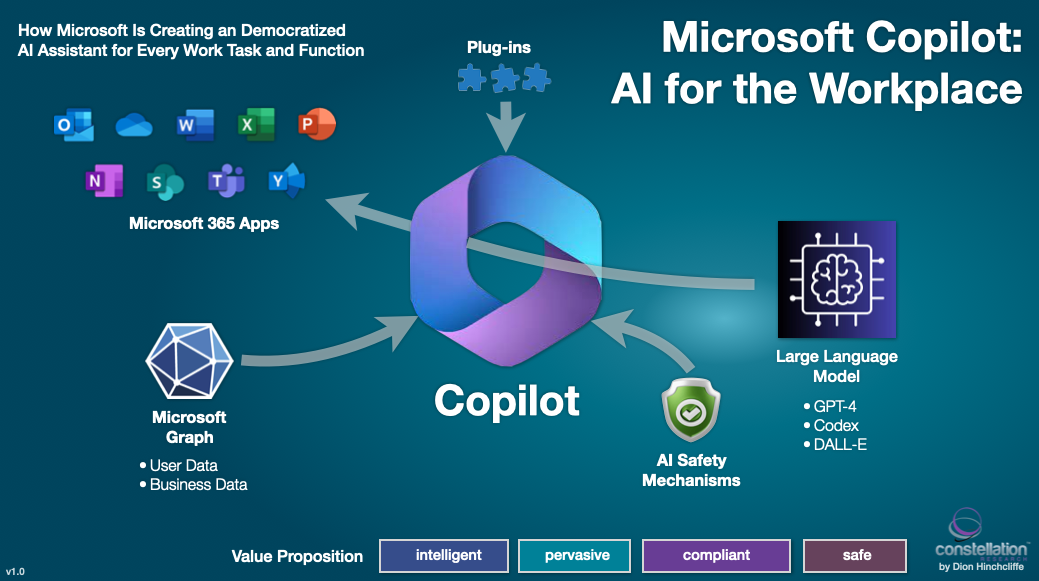 How Microsoft Is Creating an Democratized
AI Assistant for Every Work Task and Function
Microsoft Copilot:
AI for the Workplace
Plug-ins
O
W
X
P
N
S
T
Y
Microsoft 365 Apps
Large Language
Model
• GPT-4
• Codex
• DALL-E
Microsoft
Graph
• User Data
• Business Data
Copilot
AI Safety
Mechanisms
Value Proposition
intelligent
pervasive
compliant
safe
constellation
RESEARCH
by Dion Hinchcliffe
v1.0